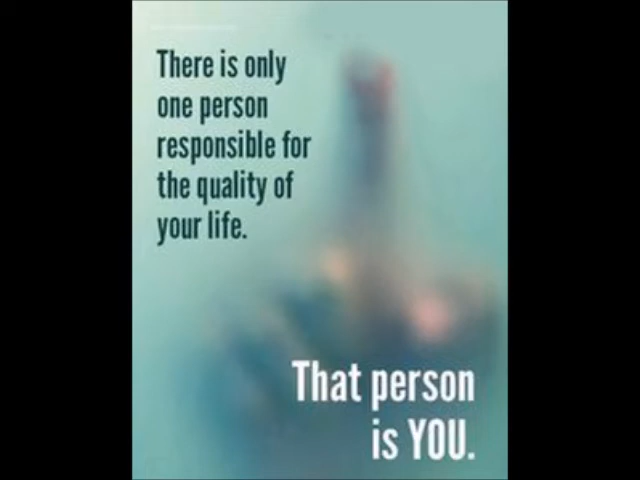 There is only
one person
responsible for
the quality of
your life.
That person
is YOU.